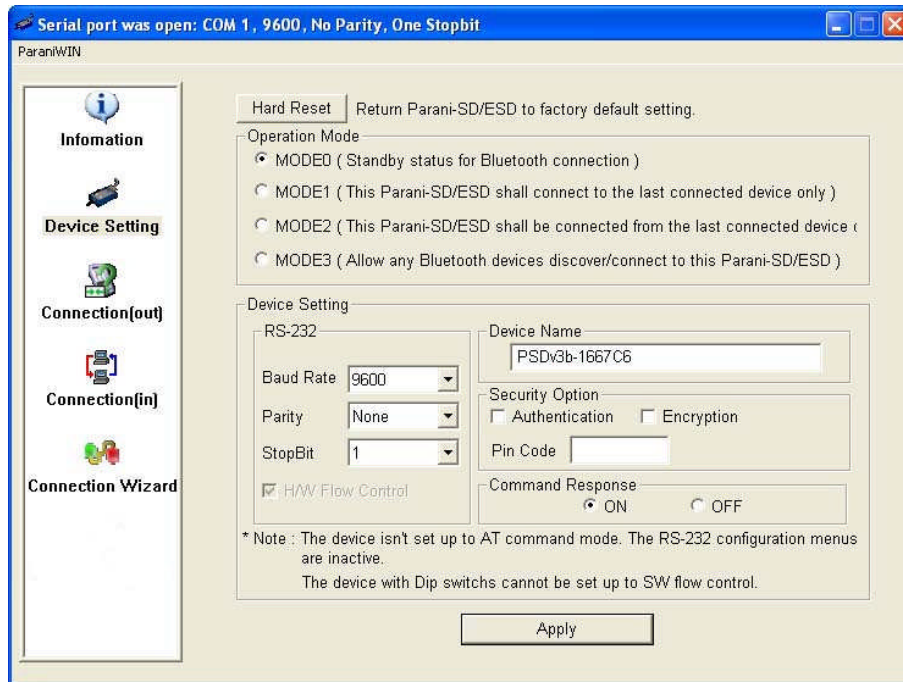 Serial port was open: COM 1, 9600, No Parity, One Stopbit
ParaniWIN
Infomation
Device Setting
Connection(out)
Connection(in)
Connection Wizard
Hard Reset Return Parani-SD/ESD to factory default setting.
Operation Mode
MODE0 ( Standby status for Bluetooth connection )
MODE1 ( This Parani-SD/ESD shall connect to the last connected device only )
MODE2 ( This Parani-SD/ESD shall be connected from the last connected device
MODE3 ( Allow any Bluetooth devices discover/connect to this Parani-SD/ESD )
Device Setting
RS-232
Baud Rate 9600
Parity None
StopBit 1
H/W Flow Control
Device Name
PSDv3b-1667C6
Security Option
Authentication Encryption
Pin Code
Command Response
ON OFF
* Note : The device isn't set up to AT command mode. The RS-232 configuration menus
are inactive.
The device with Dip switchs cannot be set up to SW flow control.
Apply